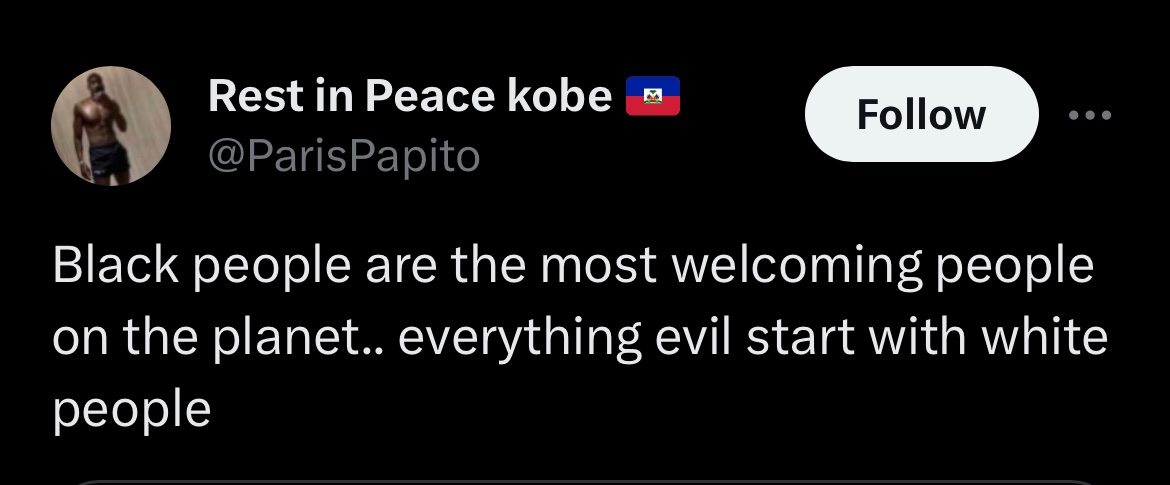 Rest in Peace kobe 🇭🇹
Follow
@ParisPapito
Black people are the most welcoming people
on the planet.. everything evil start with white
people